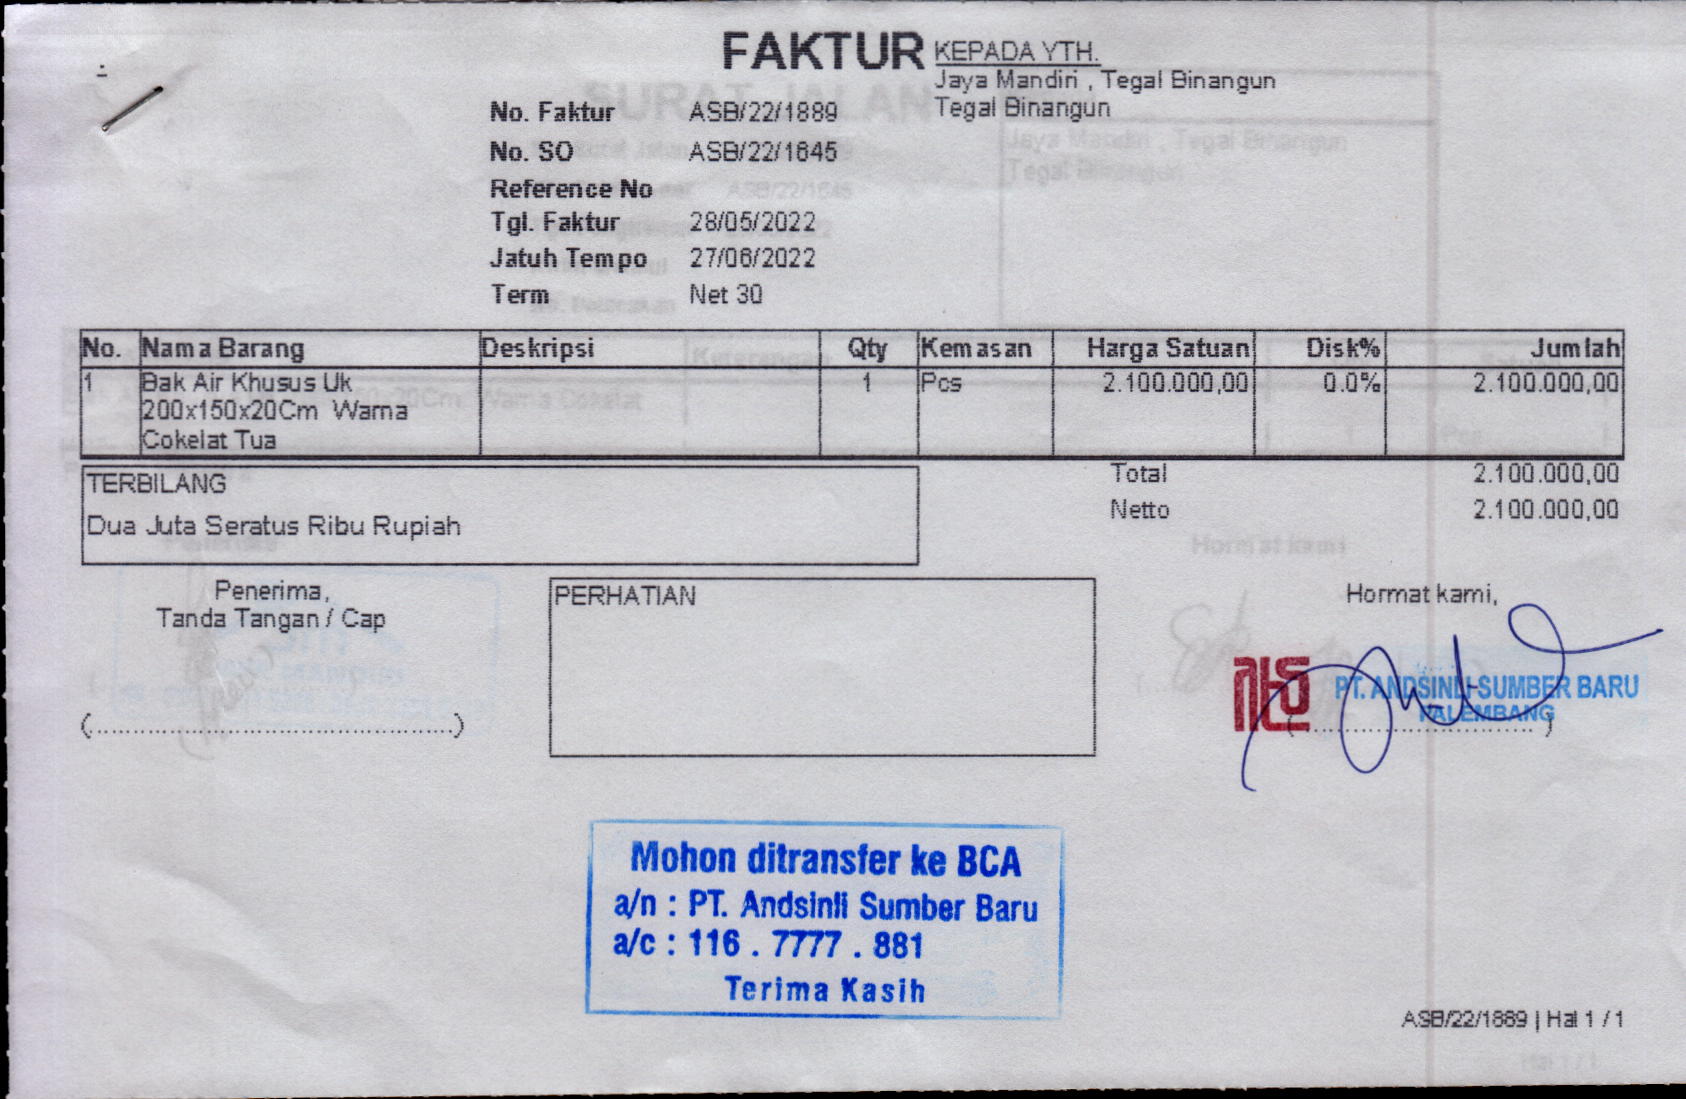 FAKTUR
KEPADA YTH.
Jaya Mandiri , Tegal Binangun
Tegal Binangun
No. Faktur ASB/22/1889
No. SO ASB/22/1645
Reference No
Tgl. Faktur 28/05/2022
Jatuh Tempo 27/06/2022
Term Net 30
No. Nama Barang Deskripsi Qty Kemasan Harga Satuan Disk% Jumlah
1 Bak Air Khusus Uk 1 Pcs 2.100.000,00 0.0% 2.100.000,00
200x150x20Cm Warna
Cokelat Tua
Total 2.100.000,00
Netto 2.100.000,00
TERBILANG
Dua Juta Seratus Ribu Rupiah
Penerima,
Tanda Tangan / Cap
(................................................)
PERHATIAN
Hormat kami,
PT. ANDSINLI SUMBER BARU
PALEMBANG
(..............................)
Mohon ditransfer ke BCA
a/n : PT. Andsinli Sumber Baru
a/c : 116 . 7777 . 881
Terima Kasih
ASB/22/1889 | Hal 1 / 1